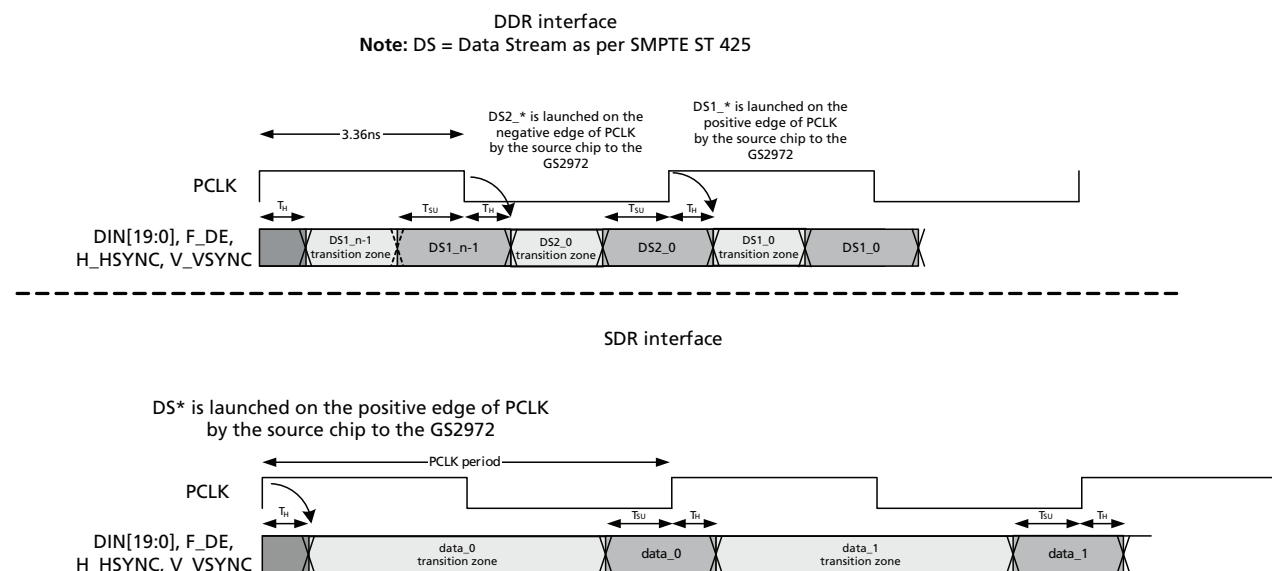 DDR interface
Note: DS = Data Stream as per SMPTE ST 425
3.36ns
DS2_* is launched on the
negative edge of PCLK
by the source chip to the
GS2972
DS1_* is launched on the
positive edge of PCLK
by the source chip to the
GS2972
PCLK
TH
TSU
TH
TSU
TH
DIN[19:0], F_DE,
H_HSYNC, V_VSYNC
DS1_n-1
transition zone
DS1_n-1
DS2_0
transition zone
DS2_0
DS1_0
transition zone
DS1_0
SDR interface
DS* is launched on the positive edge of PCLK
by the source chip to the GS2972
PCLK period
PCLK
TH
TSU
TH
TSU
TH
DIN[19:0], F_DE,
H_HSYNC, V_VSYNC
data_0
transition zone
data_0
data_1
transition zone
data_1